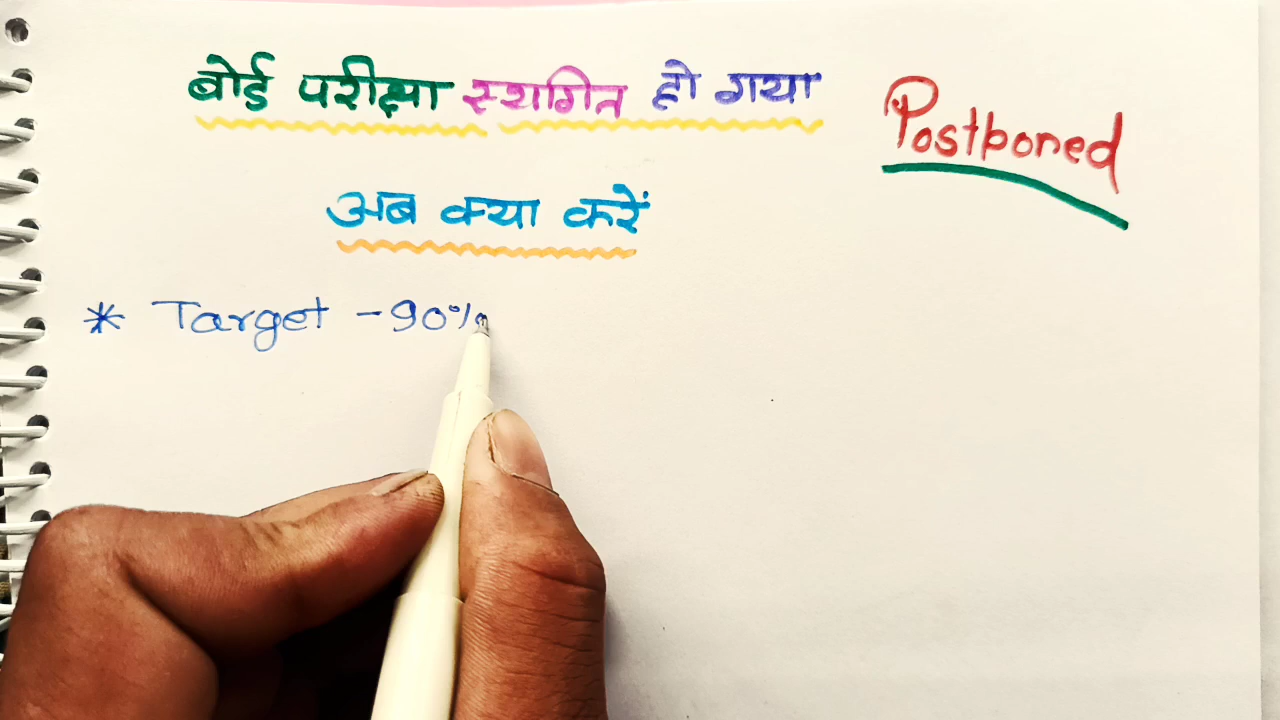 बोर्ड परीक्षा स्थगित हो गया
Postponed
अब क्या करें
* Target - 90%